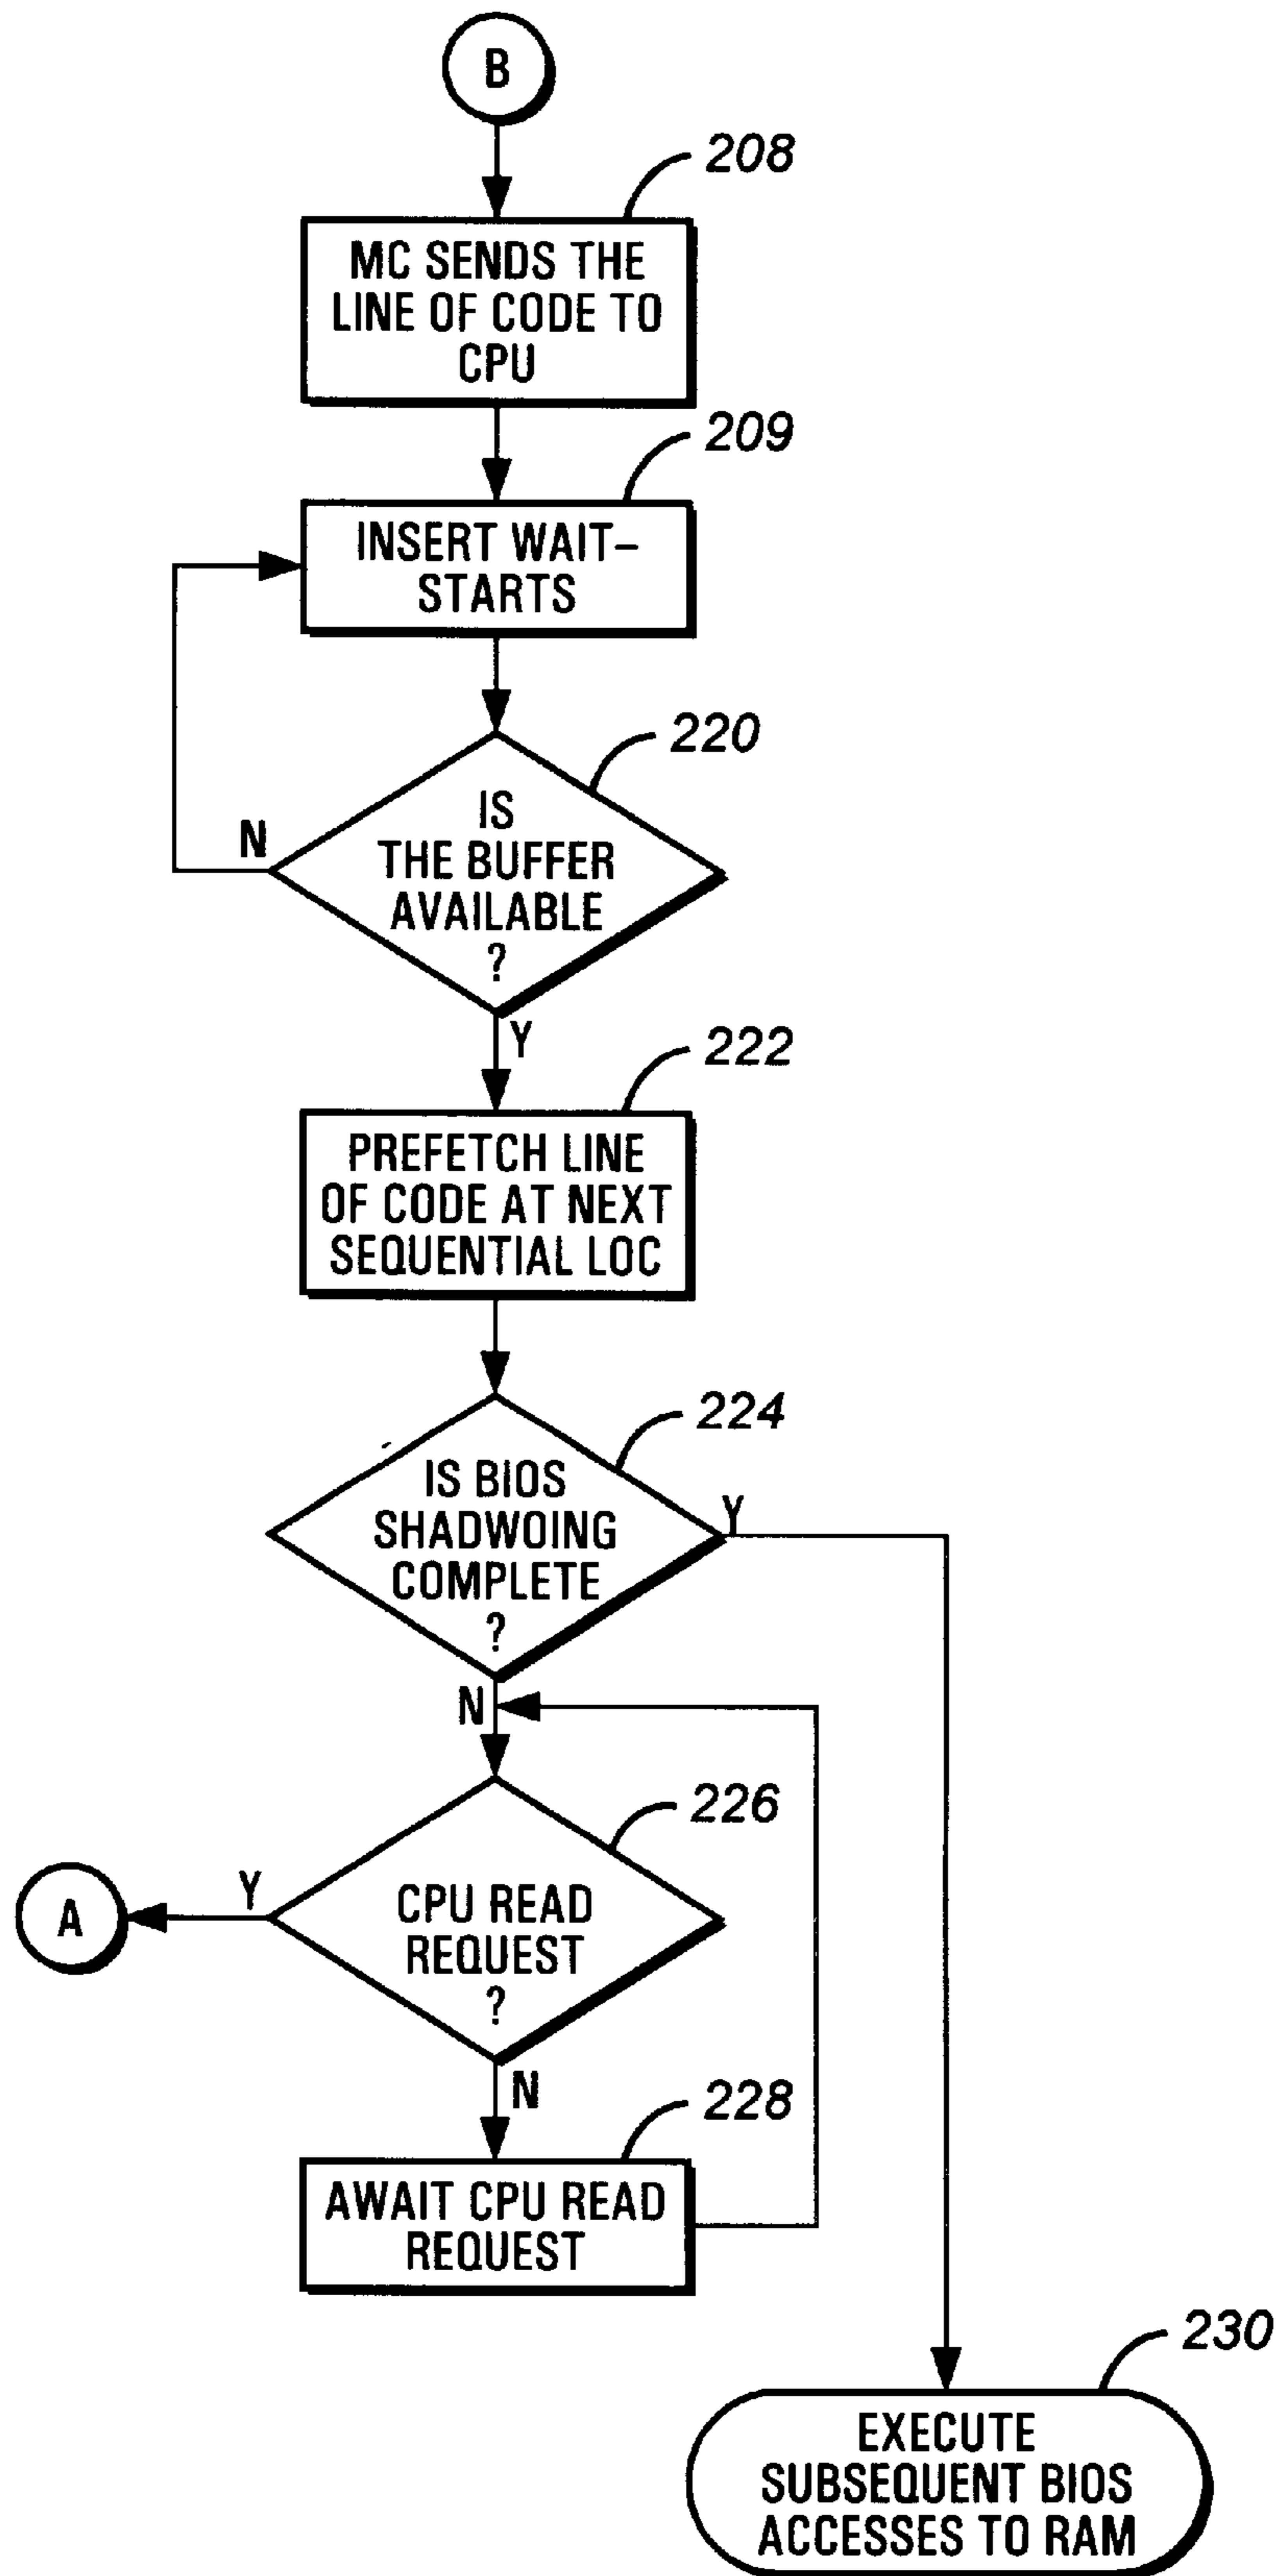 B
208
MC SENDS THE
LINE OF CODE TO
CPU
209
INSERT WAIT–
STARTS
220
IS
THE BUFFER
AVAILABLE
?
N
Y
222
PREFETCH LINE
OF CODE AT NEXT
SEQUENTIAL LOC
224
IS BIOS
SHADWOING
COMPLETE
?
Y
N
226
CPU READ
REQUEST
?
Y
A
N
228
AWAIT CPU READ
REQUEST
230
EXECUTE
SUBSEQUENT BIOS
ACCESSES TO RAM